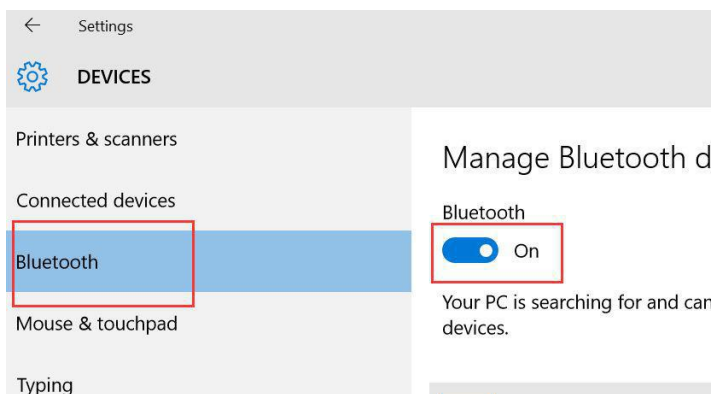 Settings
DEVICES
Printers & scanners
Connected devices
Bluetooth
Mouse & touchpad
Typing
Manage Bluetooth d
Bluetooth
On
Your PC is searching for and can
devices.